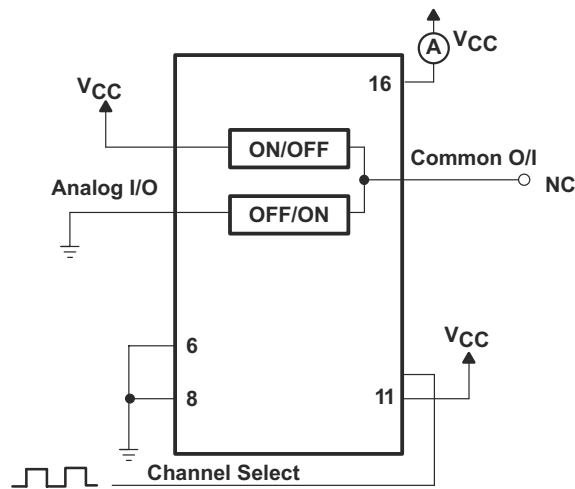 A
VCC
16
VCC
ON/OFF
Common O/I
Analog I/O
NC
OFF/ON
6
VCC
8
11
Channel Select